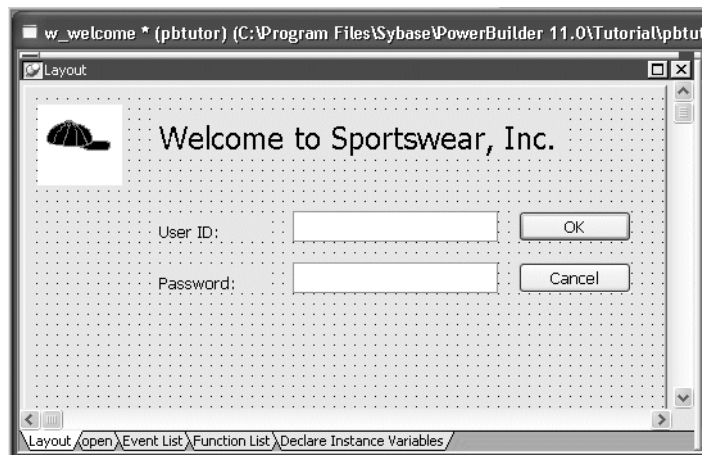 w_welcome * (pbtutor) (C:\Program Files\Sybase\PowerBuilder 11.0\Tutorial\pbtut
Layout
Welcome to Sportswear, Inc.
User ID:
OK
Password:
Cancel
Layout open Event List Function List Declare Instance Variables